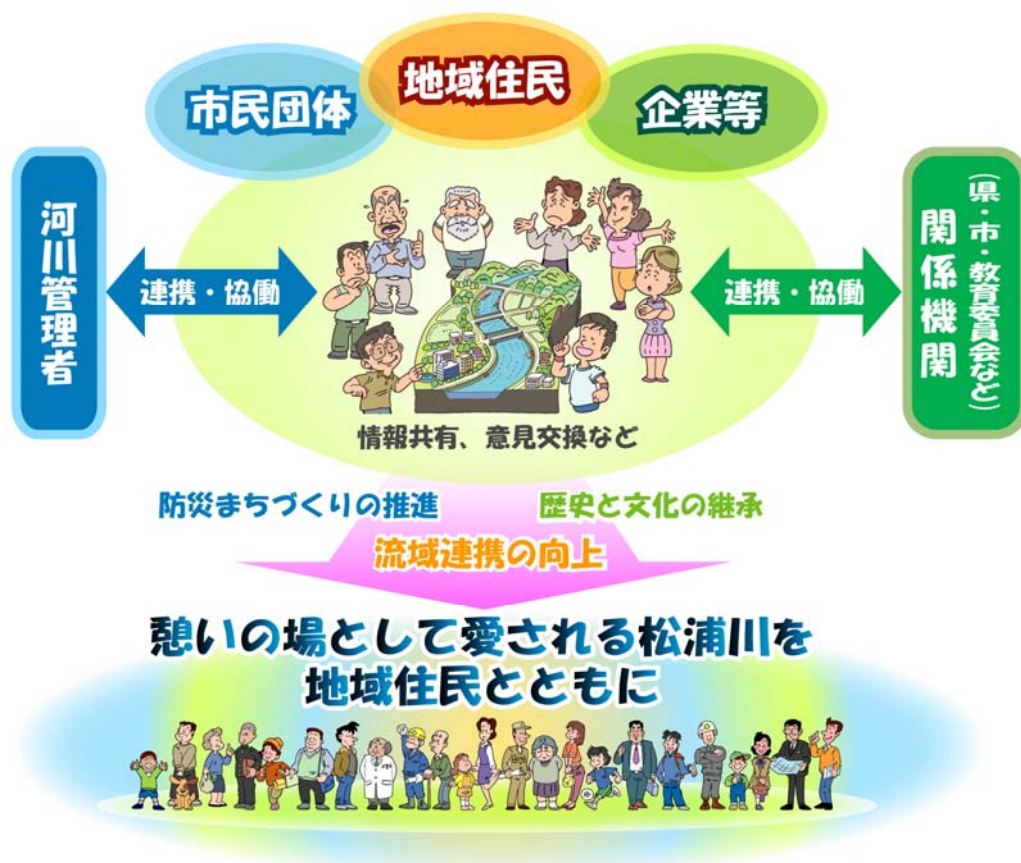 地域住民
市民団体
企業等
河川管理者
連携・協働
連携・協働
関係機関
(県・市・教育委員会など)
情報共有、意見交換など
防災まちづくりの推進
歴史と文化の継承
流域連携の向上
憩いの場として愛される松浦川を
地域住民とともに